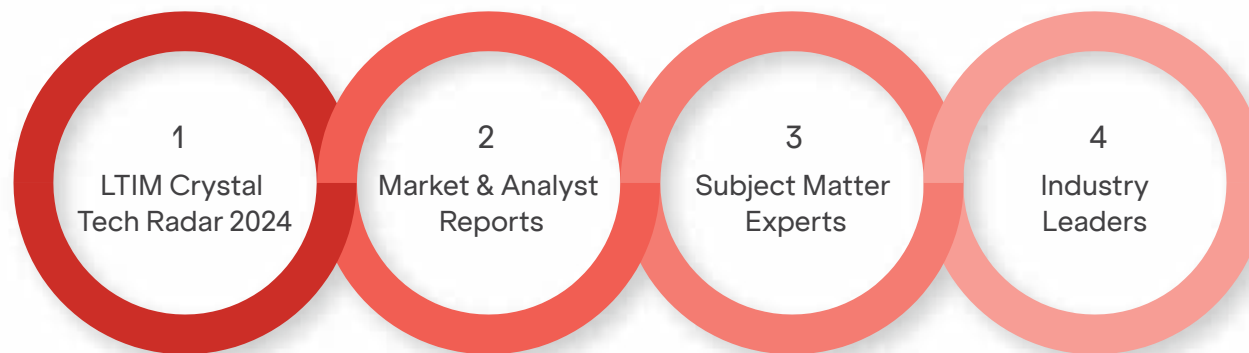 1
LTIM Crystal
Tech Radar 2024
2
Market & Analyst
Reports
3
Subject Matter
Experts
4
Industry
Leaders